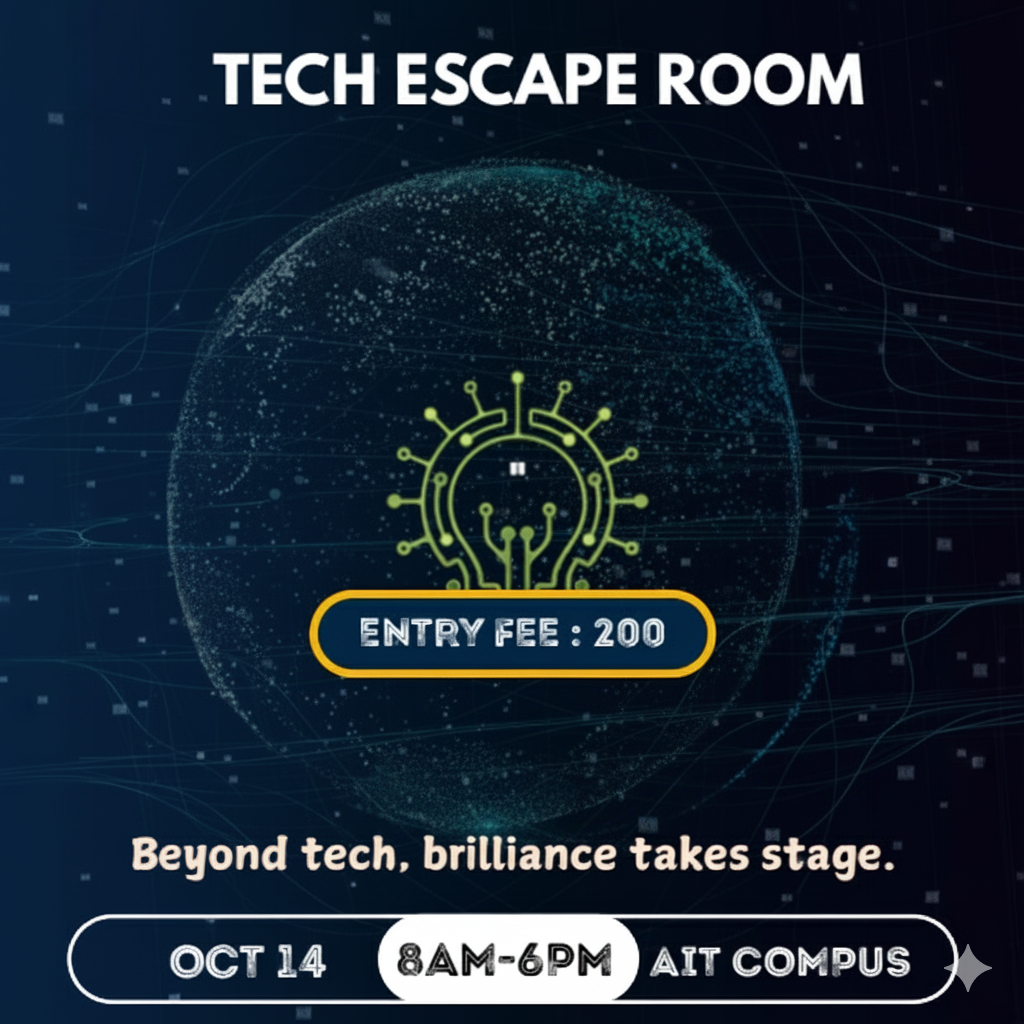 TECH ESCAPE ROOM
ENTRY FEE : 200
Beyond tech, brilliance takes stage.
OCT 14 8AM-6PM AIT COMPUS